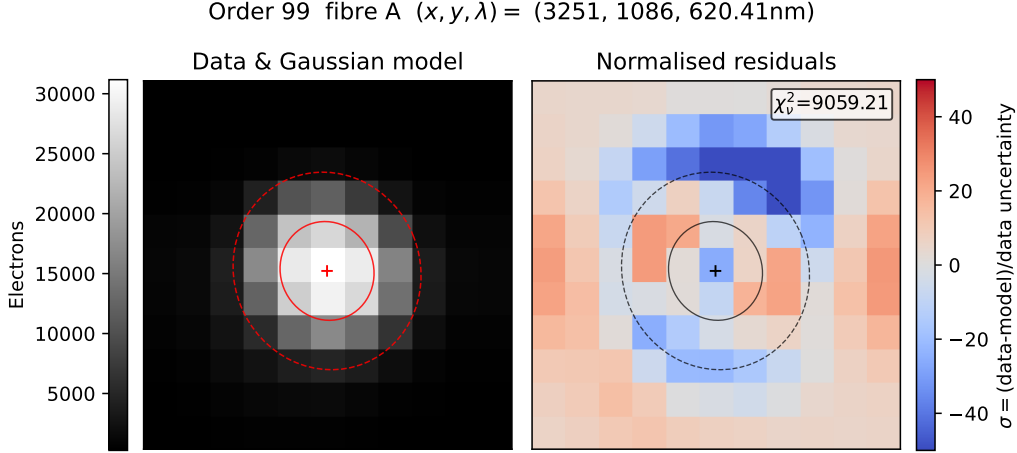 Order 99 fibre A (x, y, λ) = (3251, 1086, 620.41nm)
Data & Gaussian model
Normalised residuals
χ²ᵥ=9059.21
30000
25000
20000
15000
10000
5000
Electrons
40
20
0
−20
−40
σ = (data-model)/data uncertainty